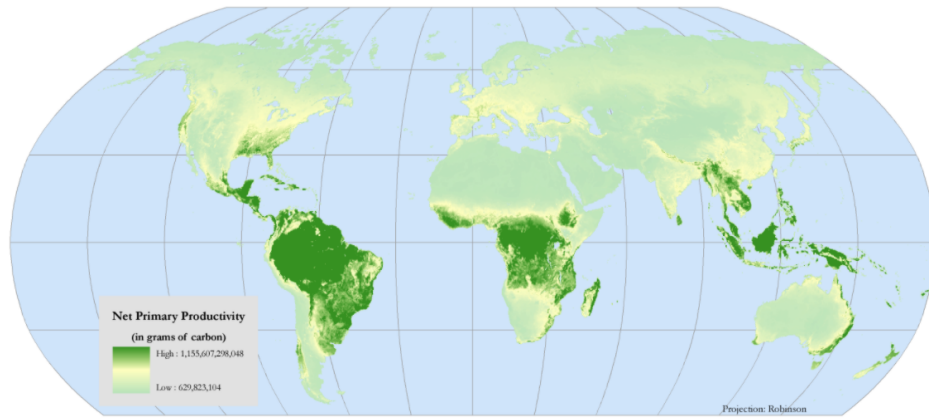 Net Primary Productivity
(in grams of carbon)
High : 1,155,607,298,048
Low : 629,823,104
Projection: Robinson